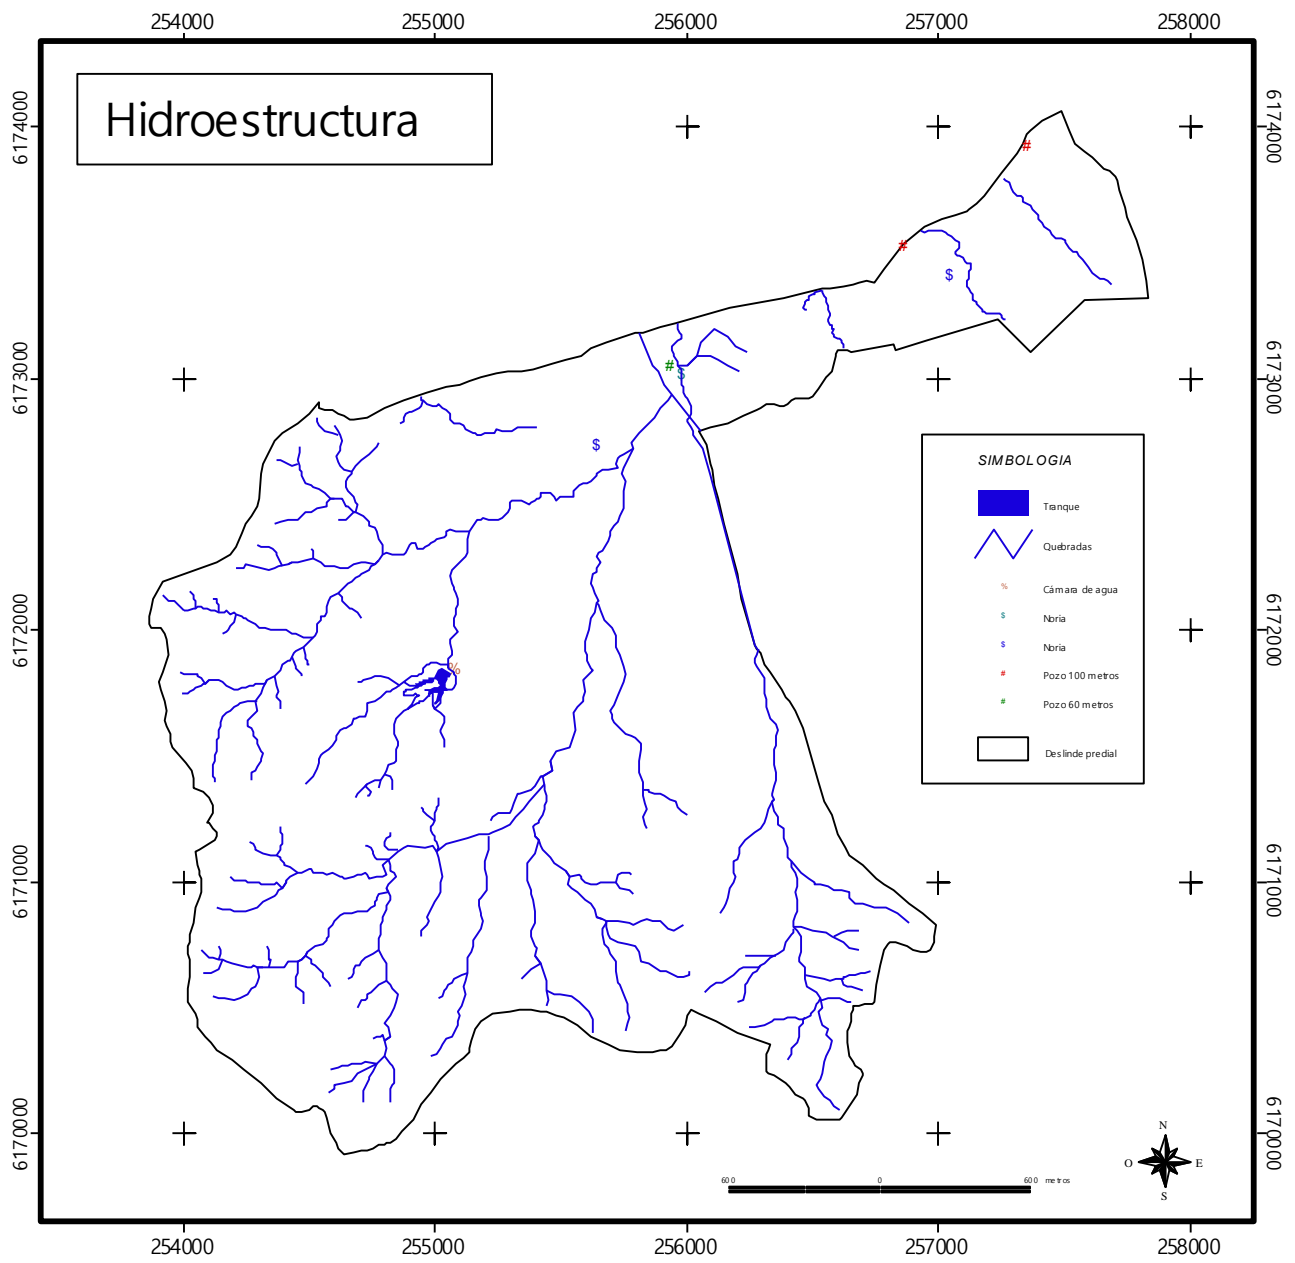 254000 255000 256000 257000 258000
Hidroestructura
6174000 6174000
#
#
$
6173000 6173000
#
$
$
SIMBOLOGIA
Tranque
Quebradas
% Cámara de agua
$ Noria
$ Noria
# Pozo 100 metros
# Pozo 60 metros
Deslinde predial
6172000 6172000
%
6171000 6171000
6170000 6170000
N
O E
S
600 0 600 metros
254000 255000 256000 257000 258000